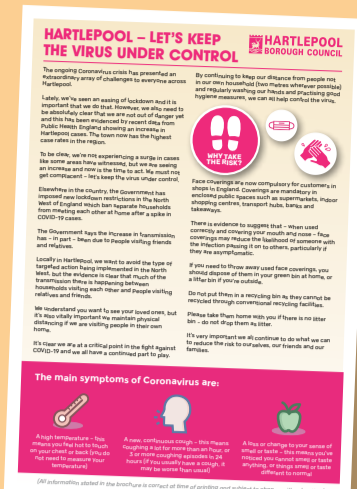 HARTLEPOOL – LET'S KEEP
THE VIRUS UNDER CONTROL
HARTLEPOOL
BOROUGH COUNCIL
The ongoing Coronavirus crisis has presented an
extraordinary array of challenges to everyone across
Hartlepool.
Lately, we've seen an easing of lockdown and it is
important that we do that. However, we also need to
be absolutely clear that we are not out of danger yet
and this has been evidenced by recent data from
Public Health England showing an increase in
Hartlepool cases. The town now has the highest
case rates in the region.
To be clear, we're not experiencing a surge in cases
like some areas have witnessed, but we are seeing
an increase and now is the time to act. We must not
get complacent – let's keep the virus under control.
Elsewhere in the country, the Government has
imposed new lockdown restrictions in the North
West of England which ban separate households
from meeting each other at home after a spike in
COVID-19 cases.
The Government says the increase in transmission
has – in part – been due to people visiting friends
and relatives.
Locally in Hartlepool, we want to avoid the type of
targeted action being implemented in the North
West, but the evidence is clear that much of the
transmission there is happening between
households visiting each other and people visiting
relatives and friends.
We understand you want to see your loved ones, but
it's also vitally important we maintain physical
distancing if we are visiting people in their own
home.
It's clear we are at a critical point in the fight against
COVID-19 and we all have a continued part to play.
By continuing to keep our distance from people not
in our own household (two metres wherever possible)
and regularly washing our hands and practising good
hygiene measures, we can all help control the virus.
WHY TAKE
THE RISK?
Face coverings are now compulsory for customers in
shops in England. Coverings are mandatory in
enclosed public spaces such as supermarkets, indoor
shopping centres, transport hubs, banks and
takeaways.
There is evidence to suggest that – when used
correctly and covering your mouth and nose – face
coverings may reduce the likelihood of someone with
the infection passing it on to others, particularly if
they are asymptomatic.
If you need to throw away used face coverings, you
should dispose of them in your green bin at home, or
a litter bin if you're outside.
Do not put them in a recycling bin as they cannot be
recycled through conventional recycling facilities.
Please take them home with you if there is not litter
bin – do not drop them as litter.
It's very important we all continue to do what we can
to reduce the risk to ourselves, our friends and our
families.
The main symptoms of Coronavirus are:
A high temperature – this
means you feel hot to touch
on your chest or back (you do
not need to measure your
temperature)
A new, continuous cough – this means
coughing a lot for more than an hour, or
3 or more coughing episodes in 24
hours (if you usually have a cough, it
may be worse than usual)
A loss or change to your sense of
smell or taste – this means you've
noticed you cannot smell or taste
anything, or things smell or taste
different to normal
(All information stated in the brochure is correct at time of printing and subject to